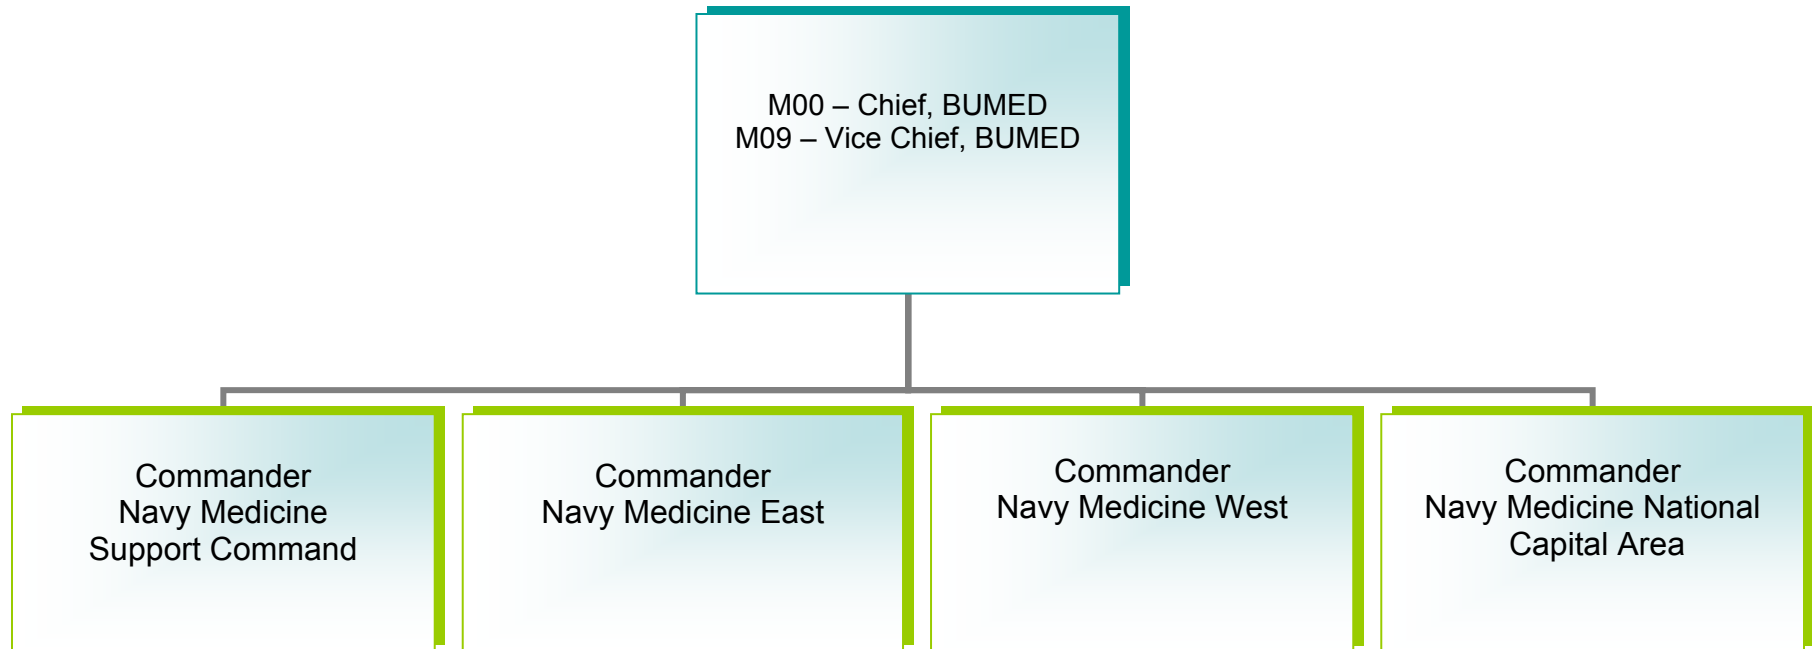 M00 – Chief, BUMED
M09 – Vice Chief, BUMED
Commander
Navy Medicine
Support Command
Commander
Navy Medicine East
Commander
Navy Medicine West
Commander
Navy Medicine National
Capital Area